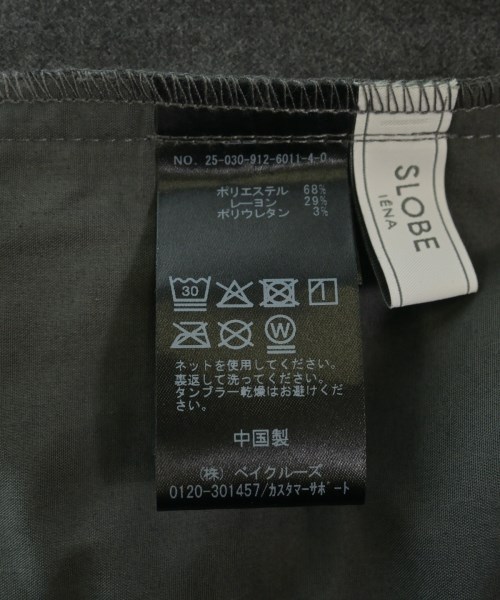 NO. 25-030-912-6011-4-0
ポリエステル 68%
レーヨン 29%
ポリウレタン 3%
30
W
ネットを使用してください。
裏返して洗ってください。
タンブラー乾燥はお避けくだ
さい。
中国製
(株) ベイクルーズ
0120-301457/カスタマーサポート
SLOBE
IÉNA